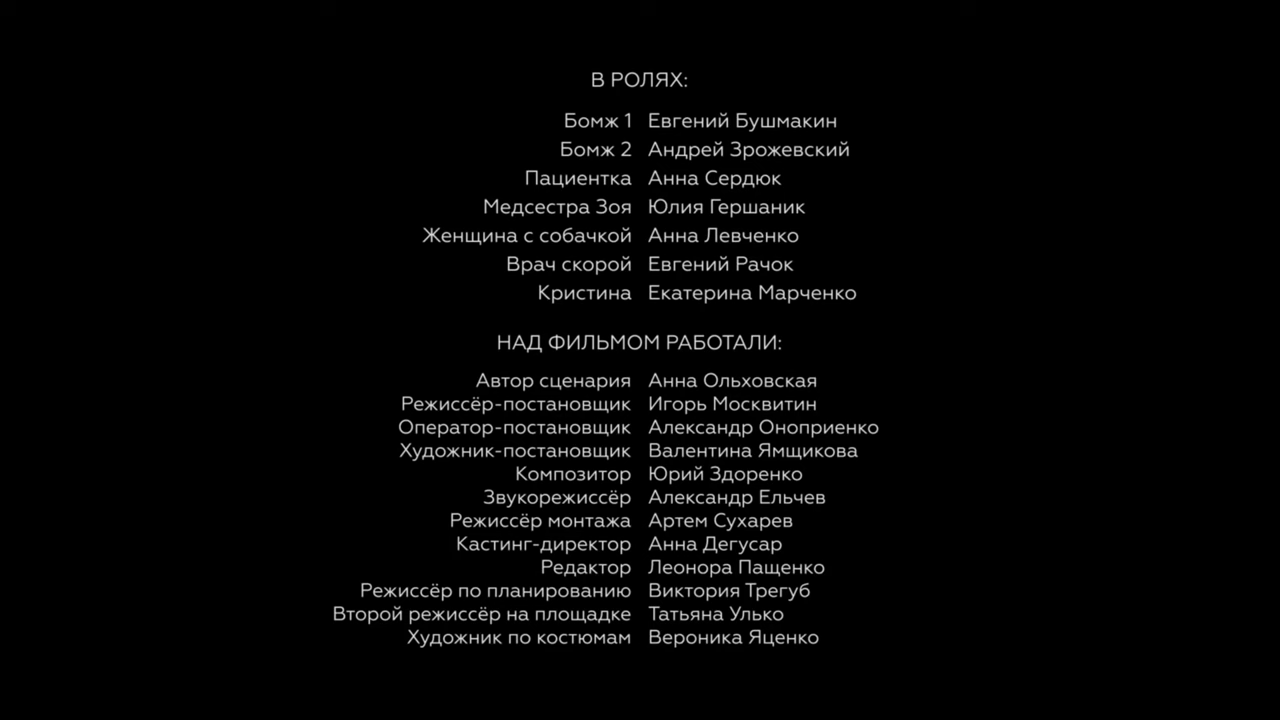 В РОЛЯХ:
Бомж 1 Евгений Бушмакин
Бомж 2 Андрей Зрожевский
Пациентка Анна Сердюк
Медсестра Зоя Юлия Гершаник
Женщина с собачкой Анна Левченко
Врач скорой Евгений Рачок
Кристина Екатерина Марченко
НАД ФИЛЬМОМ РАБОТАЛИ:
Автор сценария Анна Ольховская
Режиссёр-постановщик Игорь Москвитин
Оператор-постановщик Александр Оноприенко
Художник-постановщик Валентина Ямщикова
Композитор Юрий Здоренко
Звукорежиссёр Александр Ельчев
Режиссёр монтажа Артем Сухарев
Кастинг-директор Анна Дегусар
Редактор Леонора Пащенко
Режиссёр по планированию Виктория Трегуб
Второй режиссёр на площадке Татьяна Улько
Художник по костюмам Вероника Яценко